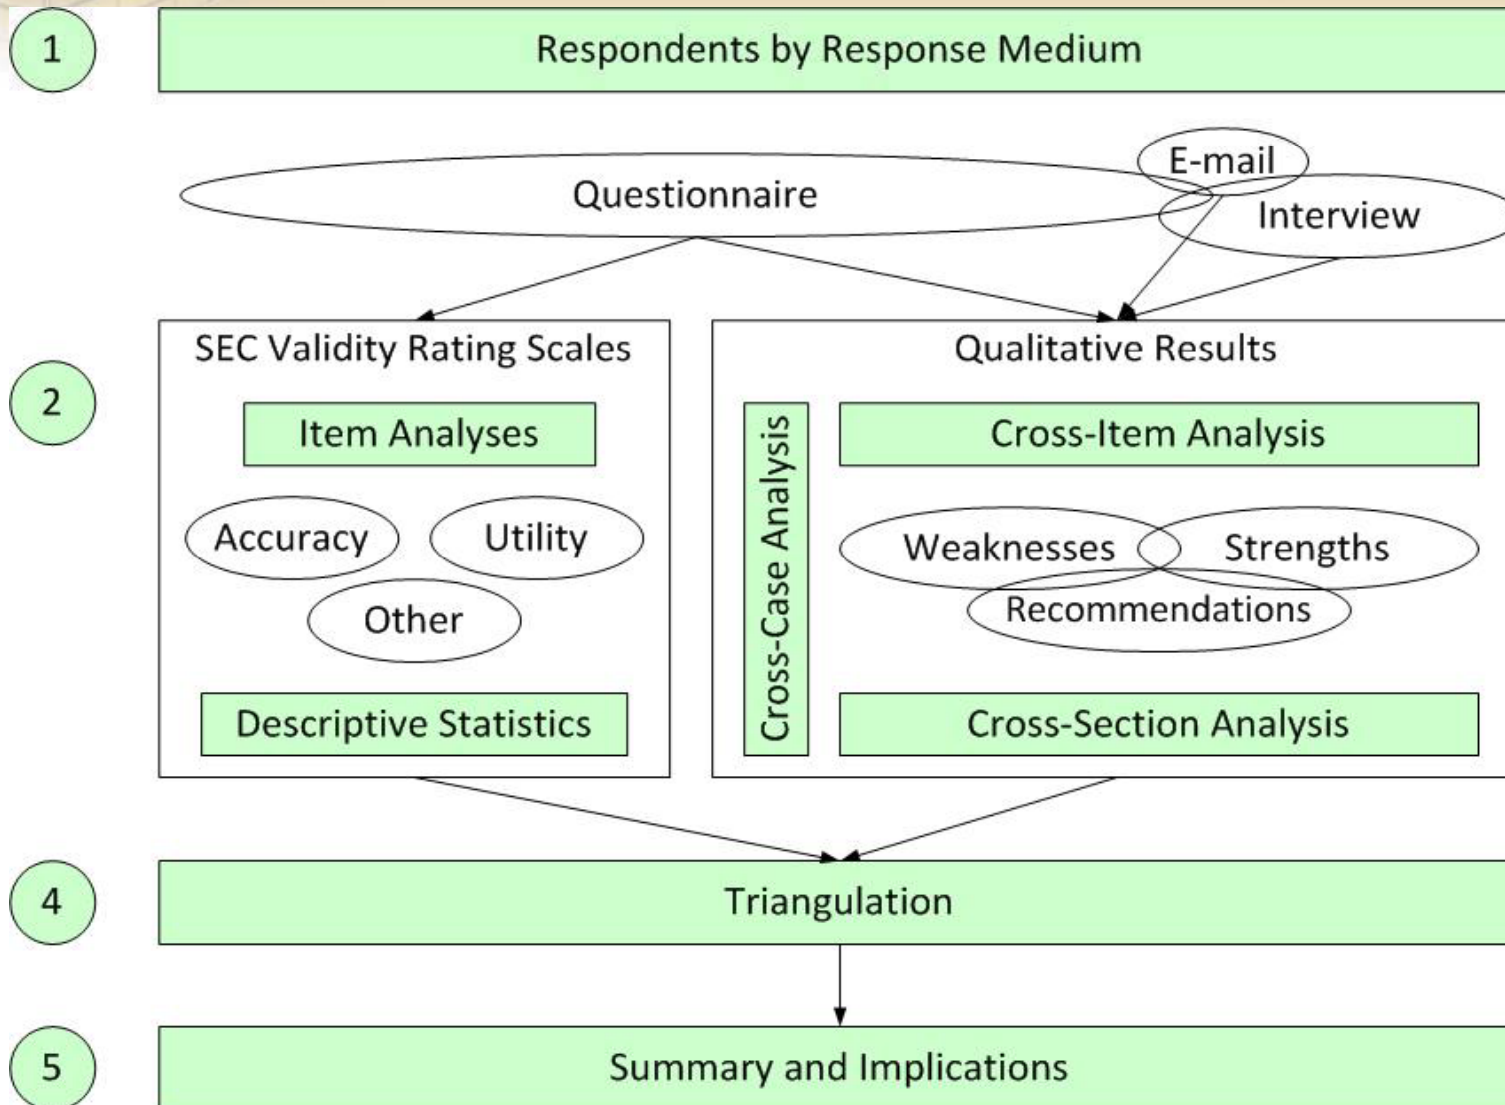 1
Respondents by Response Medium
E-mail
Questionnaire
Interview
2
SEC Validity Rating Scales
Item Analyses
Accuracy
Utility
Other
Descriptive Statistics
Qualitative Results
Cross-Case Analysis
Cross-Item Analysis
Weaknesses
Strengths
Recommendations
Cross-Section Analysis
4
Triangulation
5
Summary and Implications